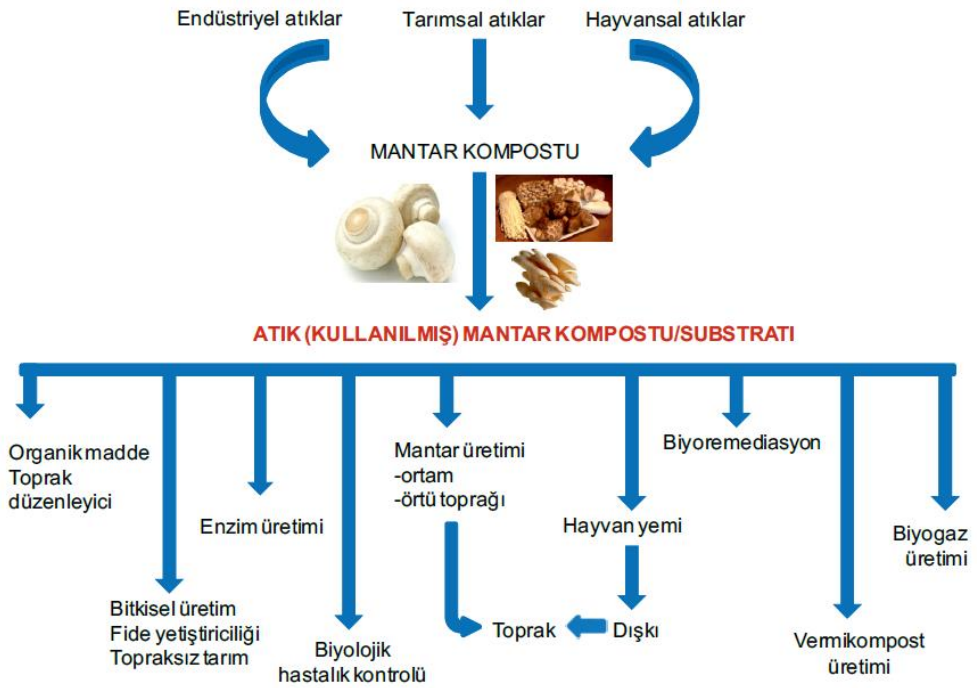 Endüstriyel atıklar
Tarımsal atıklar
Hayvansal atıklar
MANTAR KOMPOSTU
ATIK (KULLANILMIŞ) MANTAR KOMPOSTU/SUBSTRATI
Organik madde
Toprak
düzenleyici
Bitkisel üretim
Fide yetiştiriciliği
Topraksız tarım
Enzim üretimi
Biyolojik
hastalık kontrolü
Mantar üretimi
-ortam
-örtü toprağı
Toprak
Hayvan yemi
Dışkı
Biyoremediasyon
Vermikompost
üretimi
Biyogaz
üretimi